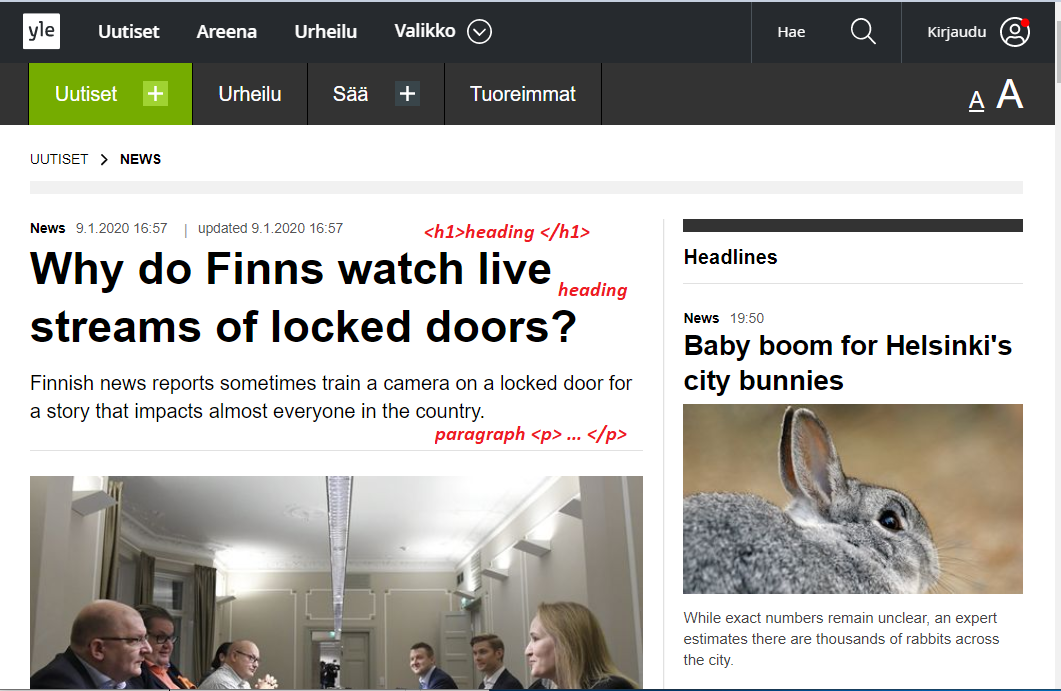 yle Uutiset Areena Urheilu Valikko Hae Kirjaudu
Uutiset + Urheilu Sää + Tuoreimmat A A
UUTISET > NEWS
News 9.1.2020 16:57 | updated 9.1.2020 16:57
<h1>heading </h1>
Why do Finns watch live
heading
streams of locked doors?
Finnish news reports sometimes train a camera on a locked door for
a story that impacts almost everyone in the country.
paragraph <p> ... </p>
Headlines
News 19:50
Baby boom for Helsinki's
city bunnies
While exact numbers remain unclear, an expert
estimates there are thousands of rabbits across
the city.